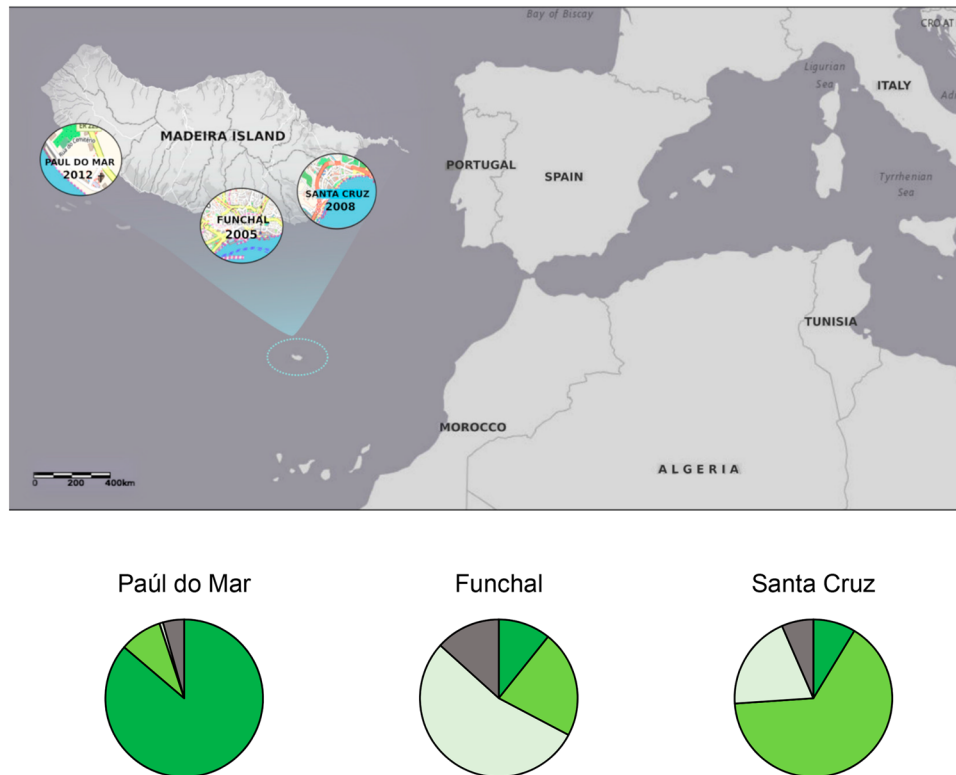 Bay of Biscay
CROAT
Ligurian
Sea
ITALY
MADEIRA ISLAND
PAUL DO MAR
2012
PORTUGAL
SPAIN
Tyrrhenian
Sea
SANTA CRUZ
2008
FUNCHAL
2005
TUNISIA
MOROCCO
ALGERIA
0 200 400km
Paúl do Mar
Funchal
Santa Cruz